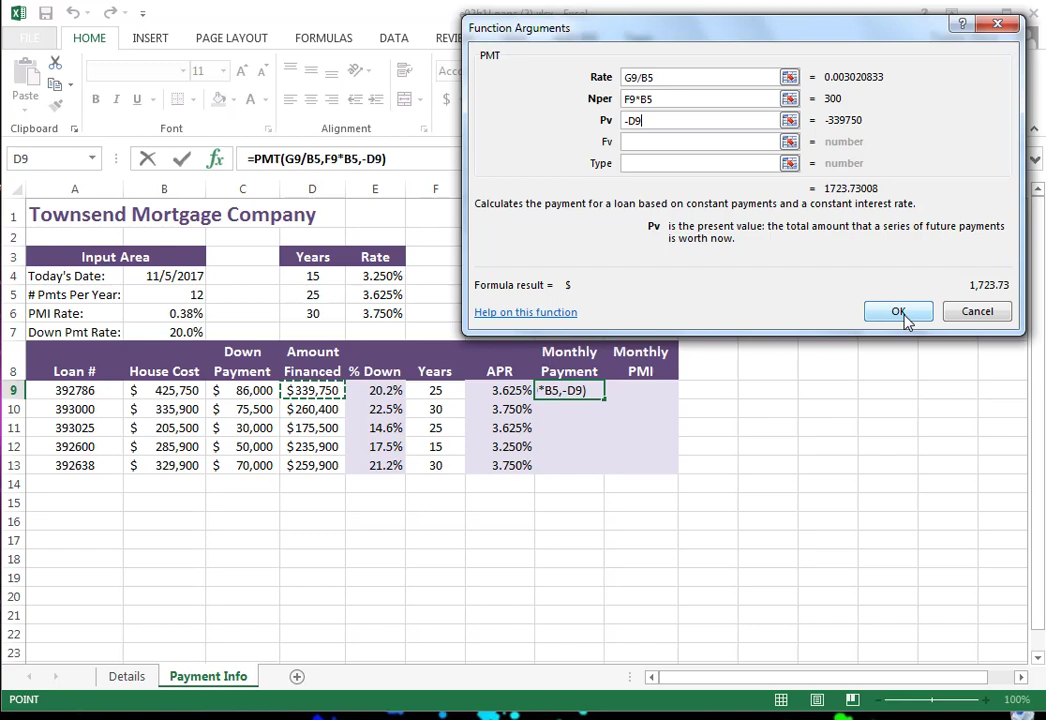 FILE
HOME
INSERT
PAGE LAYOUT
FORMULAS
DATA
Function Arguments
?
Paste
11
B
I
U
A
A
$
Clipboard
Font
Alignment
PMT
Rate
G9/B5
= 0.003020833
Nper
F9*B5
= 300
Pv
-D9
= -339750
Fv
= number
Type
= number
= 1723.73008
Calculates the payment for a loan based on constant payments and a constant interest rate.
Pv is the present value: the total amount that a series of future payments
is worth now.
Formula result = $ 1,723.73
Help on this function
OK
Cancel
D9
fx
=PMT(G9/B5,F9*B5,-D9)
A B C D E F
1 Townsend Mortgage Company
2
3 Input Area Years Rate
4 Today's Date: 11/5/2017 15 3.250%
5 # Pmts Per Year: 12 25 3.625%
6 PMI Rate: 0.38% 30 3.750%
7 Down Pmt Rate: 20.0%
Down Amount Monthly Monthly
8 Loan # House Cost Payment Financed % Down Years APR Payment PMI
9 392786 $ 425,750 $ 86,000 $339,750 20.2% 25 3.625% *B5,-D9)
10 393000 $ 335,900 $ 75,500 $260,400 22.5% 30 3.750%
11 393025 $ 205,500 $ 30,000 $175,500 14.6% 25 3.625%
12 392600 $ 285,900 $ 50,000 $235,900 17.5% 15 3.250%
13 392638 $ 329,900 $ 70,000 $259,900 21.2% 30 3.750%
14
15
16
17
18
19
20
21
22
23
Details
Payment Info
POINT
100%